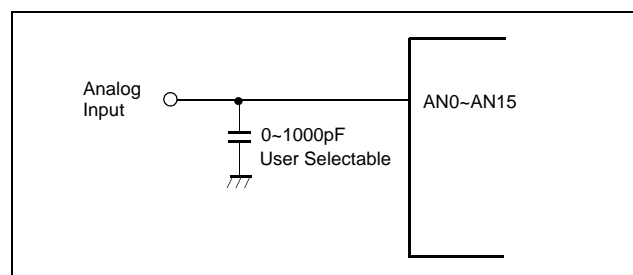 Analog
Input
AN0~AN15
0~1000pF
User Selectable